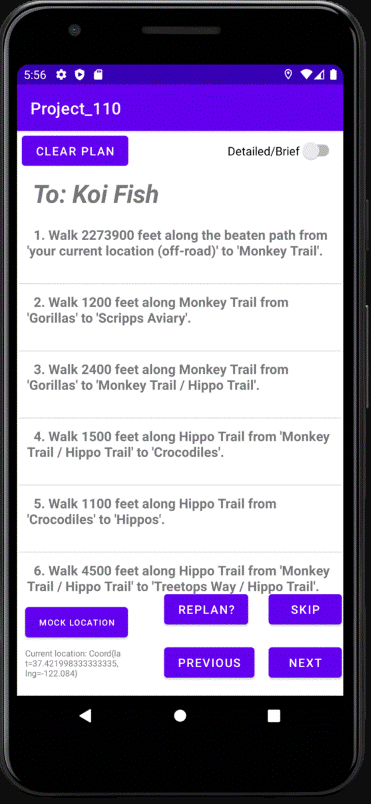 5:56
Project_110
CLEAR PLAN
Detailed/Brief
To: Koi Fish
1. Walk 2273900 feet along the beaten path from
'your current location (off-road)' to 'Monkey Trail'.
2. Walk 1200 feet along Monkey Trail from
'Gorillas' to 'Scripps Aviary'.
3. Walk 2400 feet along Monkey Trail from
'Gorillas' to 'Monkey Trail / Hippo Trail'.
4. Walk 1500 feet along Hippo Trail from 'Monkey
Trail / Hippo Trail' to 'Crocodiles'.
5. Walk 1100 feet along Hippo Trail from
'Crocodiles' to 'Hippos'.
6. Walk 4500 feet along Hippo Trail from 'Monkey
Trail / Hippo Trail' to 'Treetops Way / Hippo Trail'.
REPLAN?
SKIP
MOCK LOCATION
Current location: Coord(la
t=37.421998333333335,
lng=-122.084)
PREVIOUS
NEXT